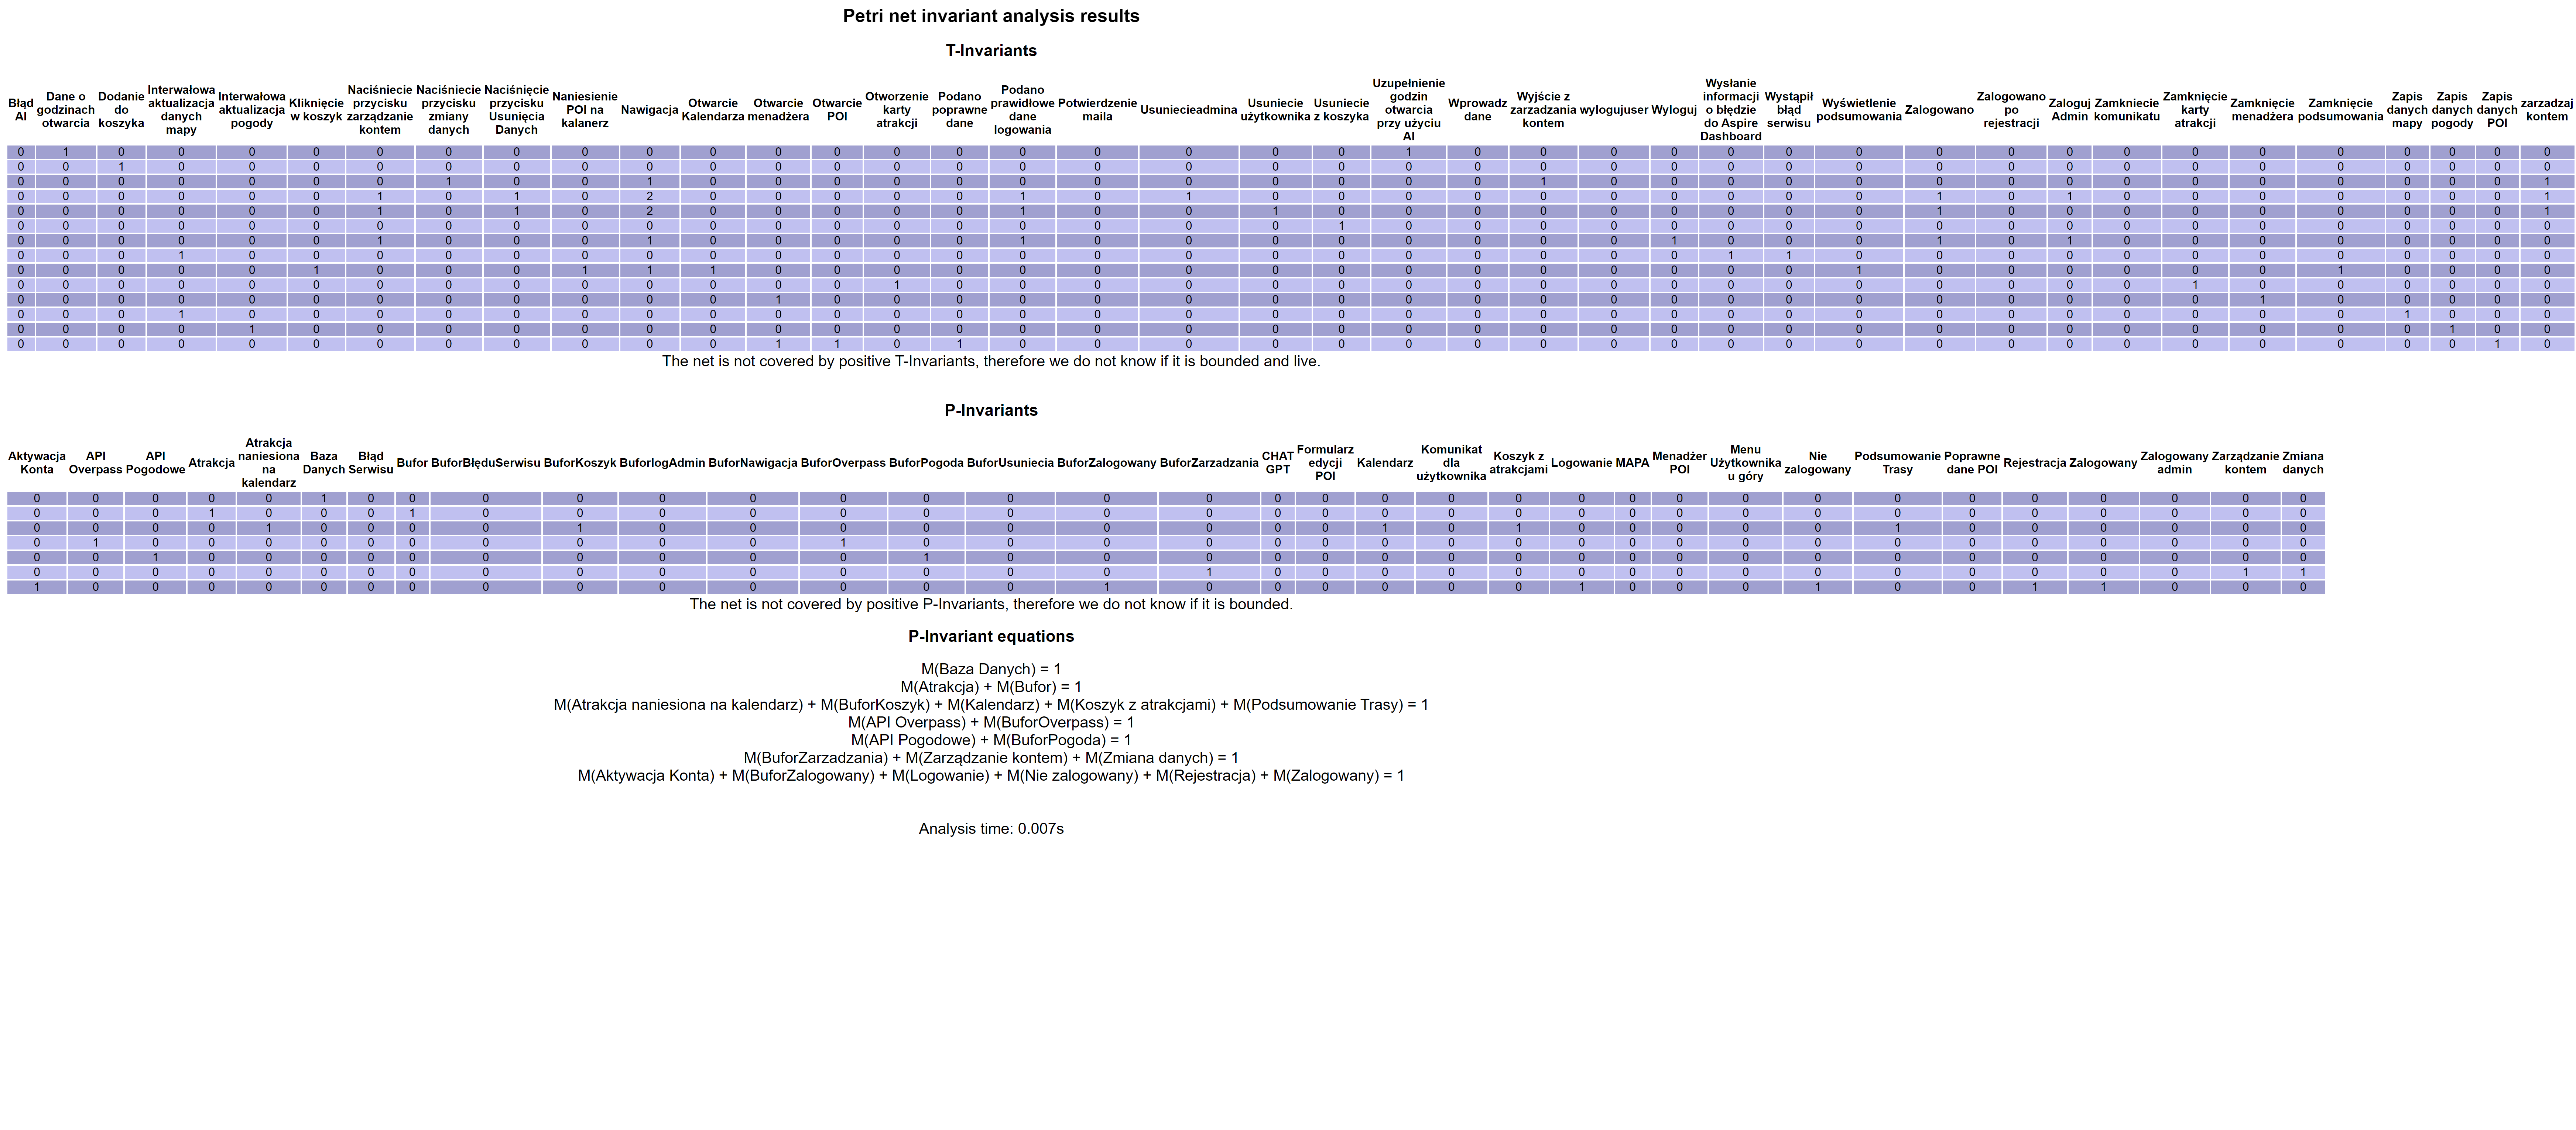 Petri net invariant analysis results
T-Invariants
Błąd AI Dane o godzinach otwarcia Dodanie do koszyka Interwałowa aktualizacja danych mapy Interwałowa aktualizacja pogody Kliknięcie w koszyk Naciśniecie przycisku zarządzanie kontem Naciśniecie przycisku zmiany danych Naciśnięcie przycisku Usunięcia Danych Naniesienie POI na kalanerz Nawigacja Otwarcie Kalendarza Otwarcie menadżera Otwarcie POI Otworzenie karty atrakcji Podano poprawne dane Podano prawidłowe dane logowania Potwierdzenie maila Usuniecieadmina Usuniecie użytkownika Usuniecie z koszyka Uzupełnienie godzin otwarcia przy użyciu AI Wprowadz dane Wyjście z zarzadzania kontem wylogujuser Wyloguj Wysłanie informacji o błędzie do Aspire Dashboard Wystąpił błąd serwisu Wyświetlenie podsumowania Zalogowano Zalogowano po rejestracji Zaloguj Admin Zamkniecie komunikatu Zamknięcie karty atrakcji Zamknięcie menadżera Zamknięcie podsumowania Zapis danych mapy Zapis danych pogody Zapis danych POI zarzadzaj kontem
0 1 0 0 0 0 0 0 0 0 0 0 0 0 0 0 0 0 0 0 0 1 0 0 0 0 0 0 0 0 0 0 0 0 0 0 0 0 0 0
0 0 1 0 0 0 0 0 0 0 0 0 0 0 0 0 0 0 0 0 0 0 0 0 0 0 0 0 0 0 0 0 0 0 0 0 0 0 0 0
0 0 0 0 0 0 0 1 0 0 1 0 0 0 0 0 0 0 0 0 0 0 0 1 0 0 0 0 0 0 0 0 0 0 0 0 0 0 0 1
0 0 0 0 0 0 1 0 1 0 2 0 0 0 0 0 1 0 1 0 0 0 0 0 0 0 0 0 0 1 0 1 0 0 0 0 0 0 0 1
0 0 0 0 0 0 1 0 1 0 2 0 0 0 0 0 1 0 0 1 0 0 0 0 0 0 0 0 0 1 0 0 0 0 0 0 0 0 0 1
0 0 0 0 0 0 0 0 0 0 0 0 0 0 0 0 0 0 0 0 1 0 0 0 0 0 0 0 0 0 0 0 0 0 0 0 0 0 0 0
0 0 0 0 0 0 1 0 0 0 1 0 0 0 0 0 1 0 0 0 0 0 0 0 0 1 0 0 0 1 0 1 0 0 0 0 0 0 0 0
0 0 0 1 0 0 0 0 0 0 0 0 0 0 0 0 0 0 0 0 0 0 0 0 0 0 1 1 0 0 0 0 0 0 0 0 0 0 0 0
0 0 0 0 0 1 0 0 0 1 1 1 0 0 0 0 0 0 0 0 0 0 0 0 0 0 0 0 1 0 0 0 0 0 0 1 0 0 0 0
0 0 0 0 0 0 0 0 0 0 0 0 0 0 1 0 0 0 0 0 0 0 0 0 0 0 0 0 0 0 0 0 0 1 0 0 0 0 0 0
0 0 0 0 0 0 0 0 0 0 0 0 1 0 0 0 0 0 0 0 0 0 0 0 0 0 0 0 0 0 0 0 0 0 1 0 0 0 0 0
0 0 0 1 0 0 0 0 0 0 0 0 0 0 0 0 0 0 0 0 0 0 0 0 0 0 0 0 0 0 0 0 0 0 0 0 1 0 0 0
0 0 0 0 1 0 0 0 0 0 0 0 0 0 0 0 0 0 0 0 0 0 0 0 0 0 0 0 0 0 0 0 0 0 0 0 0 1 0 0
0 0 0 0 0 0 0 0 0 0 0 0 1 1 0 1 0 0 0 0 0 0 0 0 0 0 0 0 0 0 0 0 0 0 0 0 0 0 1 0
The net is not covered by positive T-Invariants, therefore we do not know if it is bounded and live.
P-Invariants
Aktywacja Konta API Overpass API Pogodowe Atrakcja Atrakcja naniesiona na kalendarz Baza Danych Błąd Serwisu Bufor BuforBłęduSerwisu BuforKoszyk BuforlogAdmin BuforNawigacja BuforOverpass BuforPogoda BuforUsuniecia BuforZalogowany BuforZarzadzania CHAT GPT Formularz edycji POI Kalendarz Komunikat dla użytkownika Koszyk z atrakcjami Logowanie MAPA Menadżer POI Menu Użytkownika u góry Nie zalogowany Podsumowanie Trasy Poprawne dane POI Rejestracja Zalogowany Zalogowany admin Zarządzanie kontem Zmiana danych
0 0 0 0 0 1 0 0 0 0 0 0 0 0 0 0 0 0 0 0 0 0 0 0 0 0 0 0 0 0 0 0 0 0
0 0 0 1 0 0 0 1 0 0 0 0 0 0 0 0 0 0 0 0 0 0 0 0 0 0 0 0 0 0 0 0 0 0
0 0 0 0 1 0 0 0 0 1 0 0 0 0 0 0 0 0 0 1 0 1 0 0 0 0 0 1 0 0 0 0 0 0
0 1 0 0 0 0 0 0 0 0 0 0 1 0 0 0 0 0 0 0 0 0 0 0 0 0 0 0 0 0 0 0 0 0
0 0 1 0 0 0 0 0 0 0 0 0 0 1 0 0 0 0 0 0 0 0 0 0 0 0 0 0 0 0 0 0 0 0
0 0 0 0 0 0 0 0 0 0 0 0 0 0 0 0 1 0 0 0 0 0 0 0 0 0 0 0 0 0 0 0 1 1
1 0 0 0 0 0 0 0 0 0 0 0 0 0 0 1 0 0 0 0 0 0 1 0 0 0 1 0 0 1 1 0 0 0
The net is not covered by positive P-Invariants, therefore we do not know if it is bounded.
P-Invariant equations
M(Baza Danych) = 1
M(Atrakcja) + M(Bufor) = 1
M(Atrakcja naniesiona na kalendarz) + M(BuforKoszyk) + M(Kalendarz) + M(Koszyk z atrakcjami) + M(Podsumowanie Trasy) = 1
M(API Overpass) + M(BuforOverpass) = 1
M(API Pogodowe) + M(BuforPogoda) = 1
M(BuforZarzadzania) + M(Zarządzanie kontem) + M(Zmiana danych) = 1
M(Aktywacja Konta) + M(BuforZalogowany) + M(Logowanie) + M(Nie zalogowany) + M(Rejestracja) + M(Zalogowany) = 1
Analysis time: 0.007s